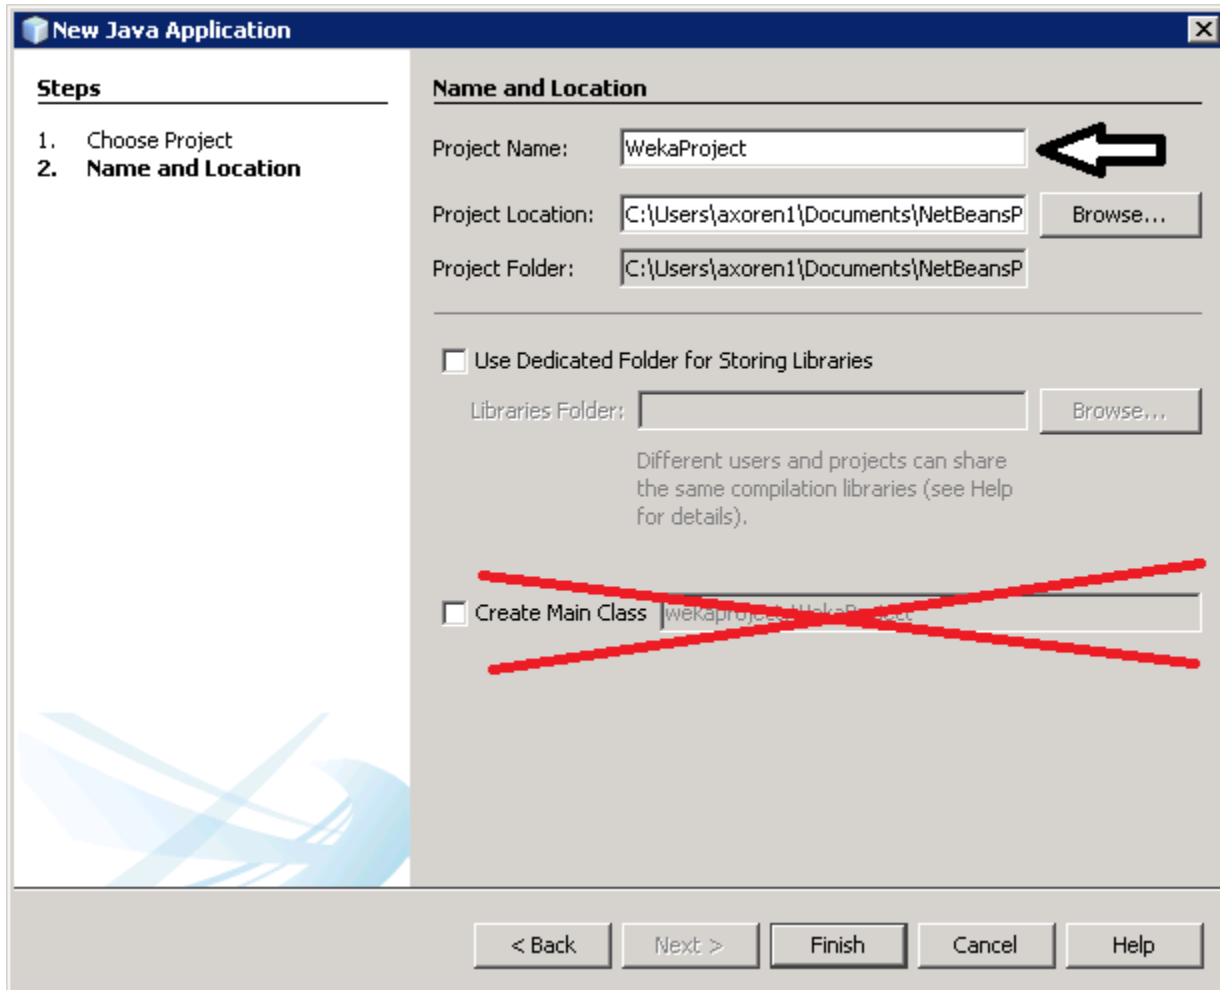 New Java Application
Steps
1. Choose Project
2. Name and Location
Name and Location
Project Name: WekaProject
Project Location: C:\Users\axoren1\Documents\NetBeansP Browse...
Project Folder: C:\Users\axoren1\Documents\NetBeansP
Use Dedicated Folder for Storing Libraries
Libraries Folder: Browse...
Different users and projects can share
the same compilation libraries (see Help
for details).
Create Main Class wekaproject.WekaProject
< Back Next > Finish Cancel Help